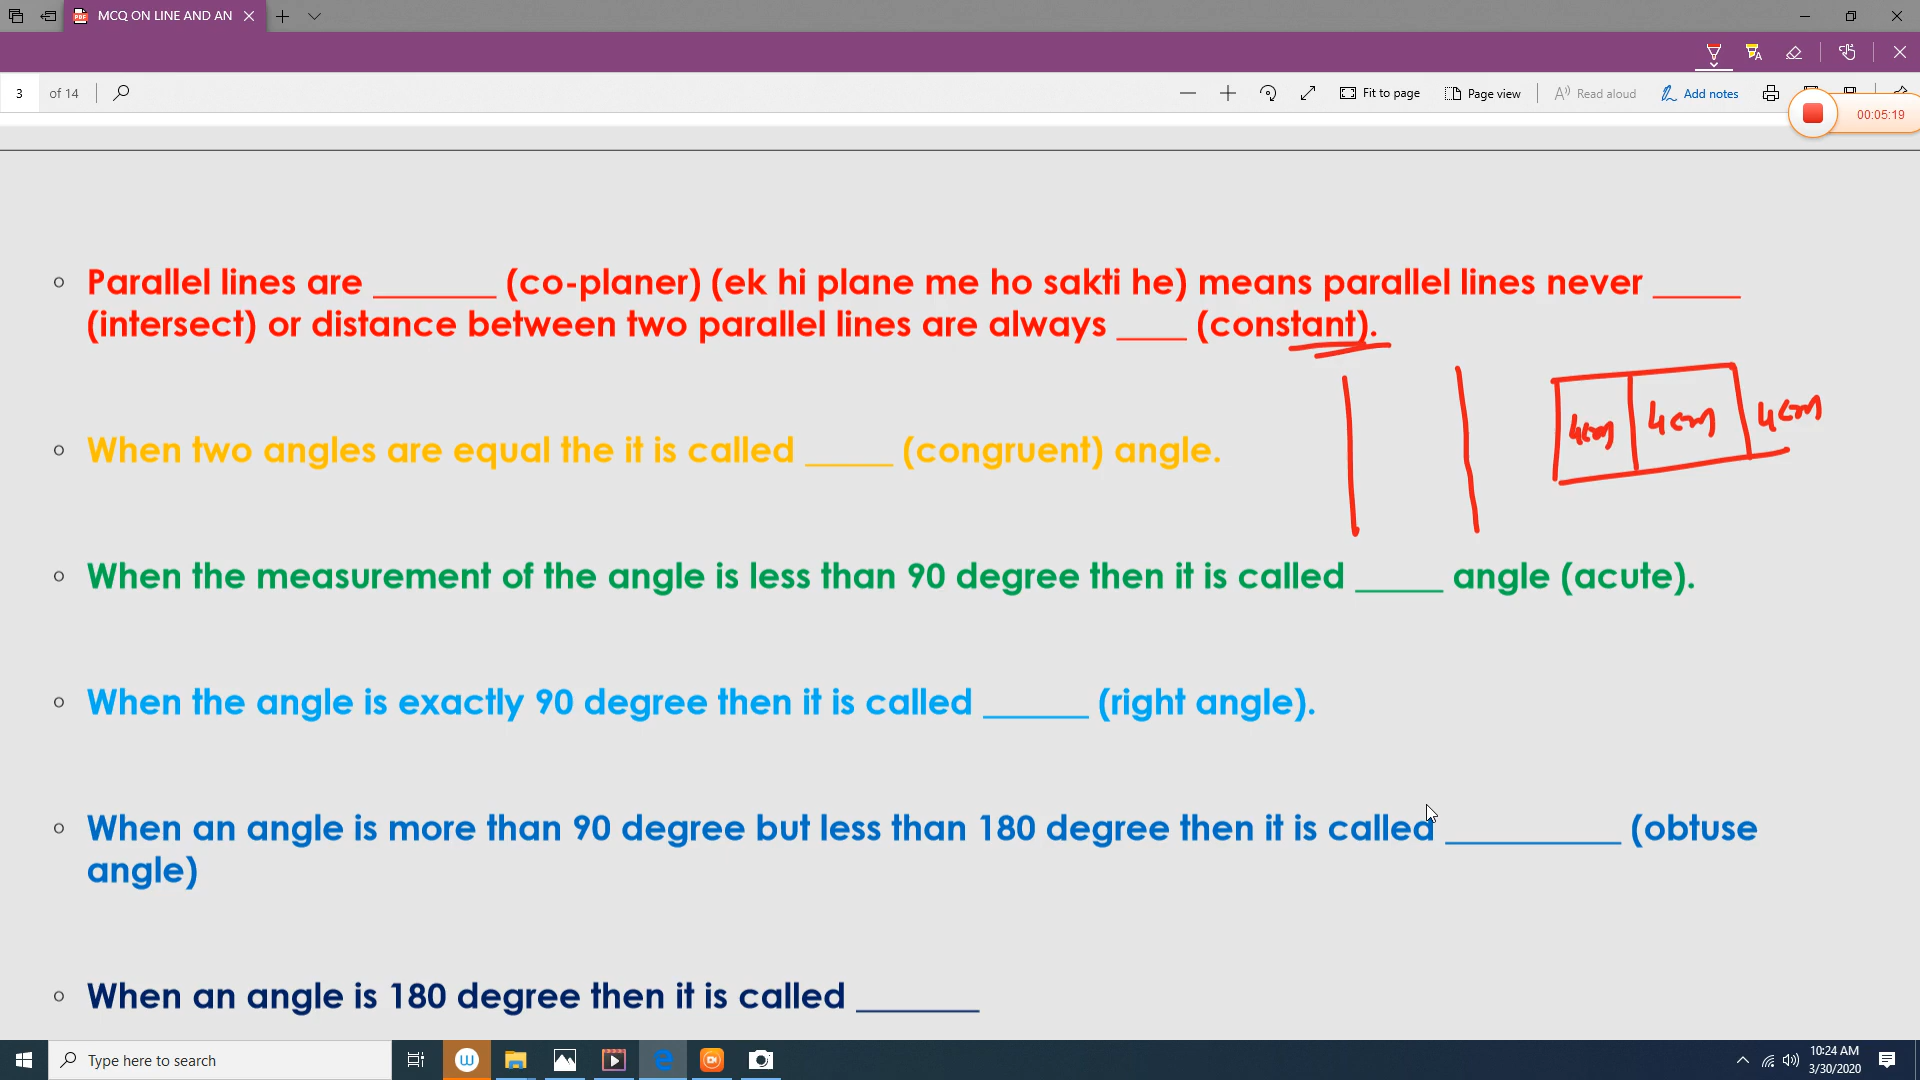 MCQ ON LINE AND AN
3 of 14
Fit to page
Page view
Read aloud
Add notes
00:05:19
Parallel lines are _______ (co-planer) (ek hi plane me ho sakti he) means parallel lines never _____
(intersect) or distance between two parallel lines are always ____ (constant).
4cm 4cm 4cm
When two angles are equal the it is called _____ (congruent) angle.
When the measurement of the angle is less than 90 degree then it is called _____ angle (acute).
When the angle is exactly 90 degree then it is called ______ (right angle).
When an angle is more than 90 degree but less than 180 degree then it is called __________ (obtuse
angle)
When an angle is 180 degree then it is called _______
Type here to search
10:24 AM
3/30/2020